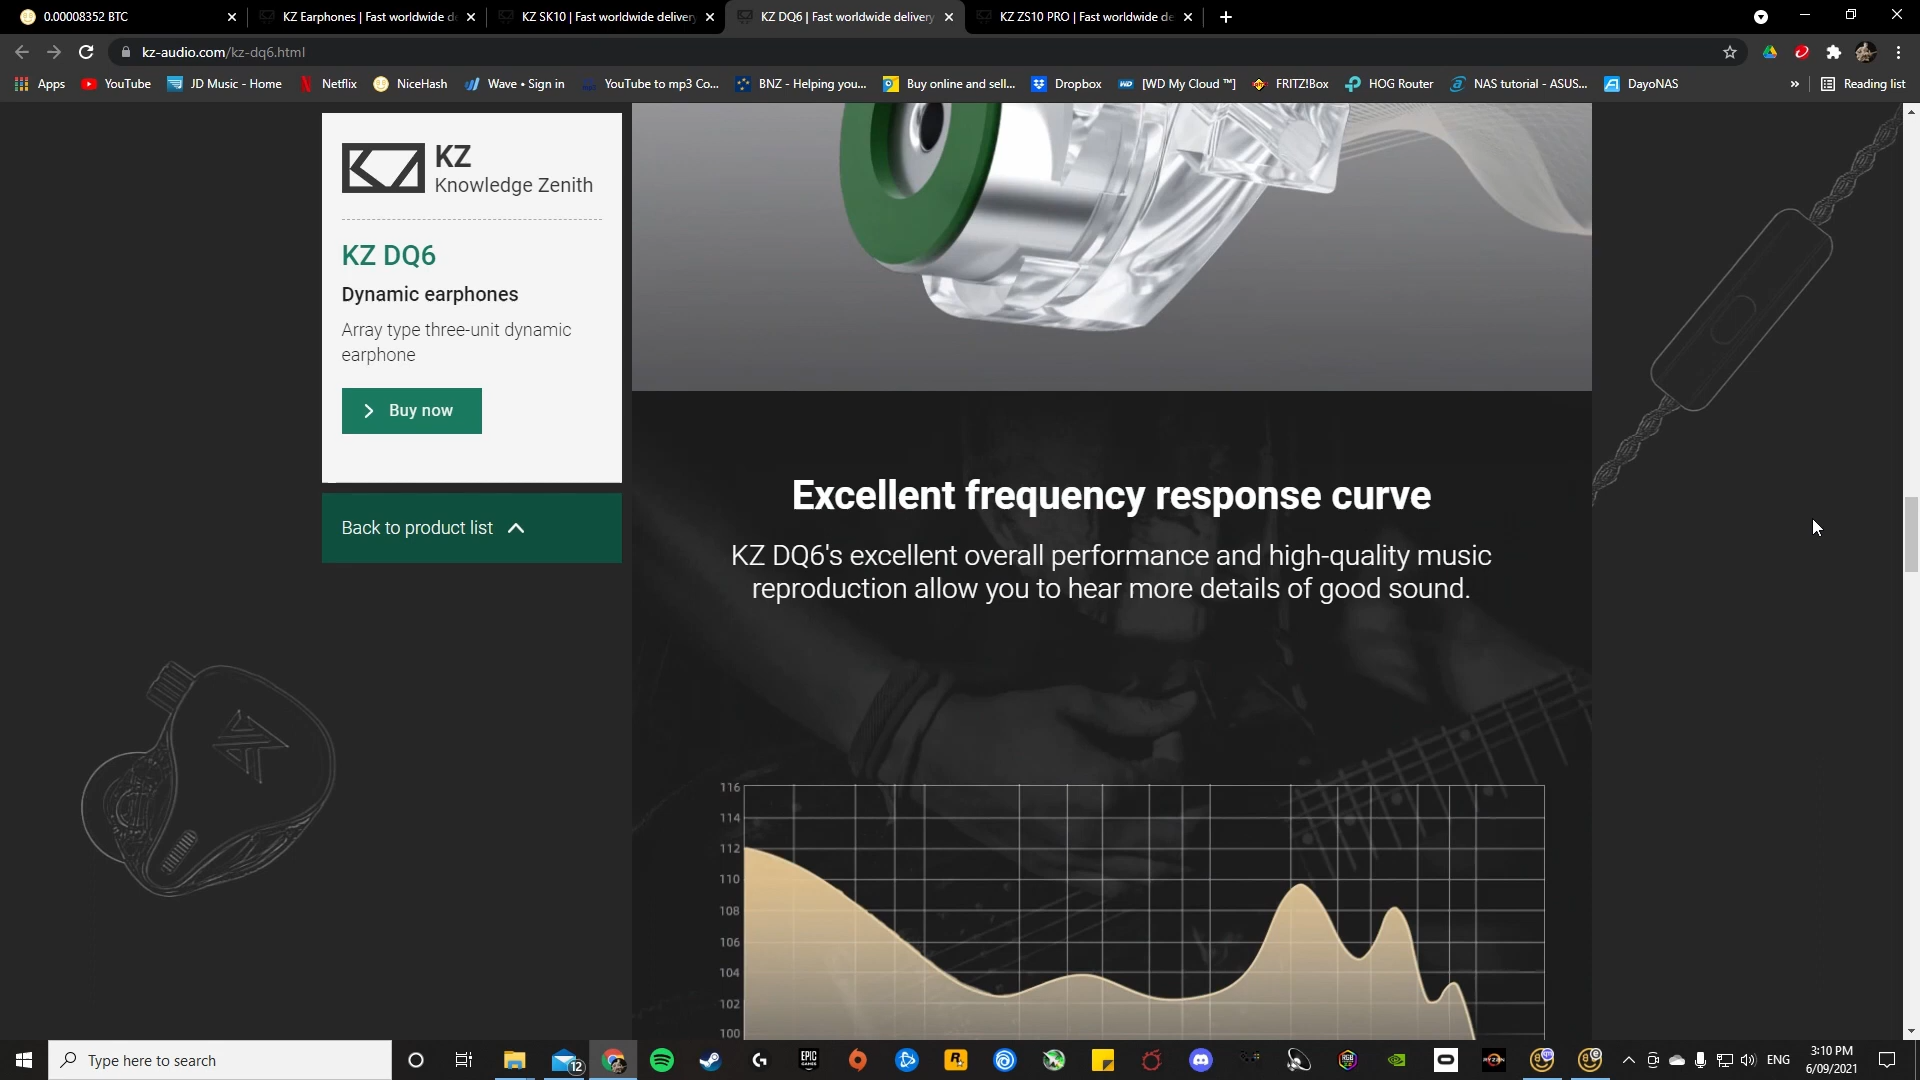 0.00008352 BTC
KZ Earphones | Fast worldwide de
KZ SK10 | Fast worldwide delivery
KZ DQ6 | Fast worldwide delivery
KZ ZS10 PRO | Fast worldwide de
kz-audio.com/kz-dq6.html
Apps
YouTube
JD Music - Home
Netflix
NiceHash
Wave • Sign in
YouTube to mp3 Co...
BNZ - Helping you...
Buy online and sell...
Dropbox
[WD My Cloud ™]
FRITZ!Box
HOG Router
NAS tutorial - ASUS...
DayoNAS
»
Reading list
KZ
Knowledge Zenith
KZ DQ6
Dynamic earphones
Array type three-unit dynamic
earphone
Buy now
Back to product list
Excellent frequency response curve
KZ DQ6's excellent overall performance and high-quality music
reproduction allow you to hear more details of good sound.
116
114
112
110
108
106
104
102
100
Type here to search
12
EPIC GAMES
RYZEN
ENG
3:10 PM
6/09/2021